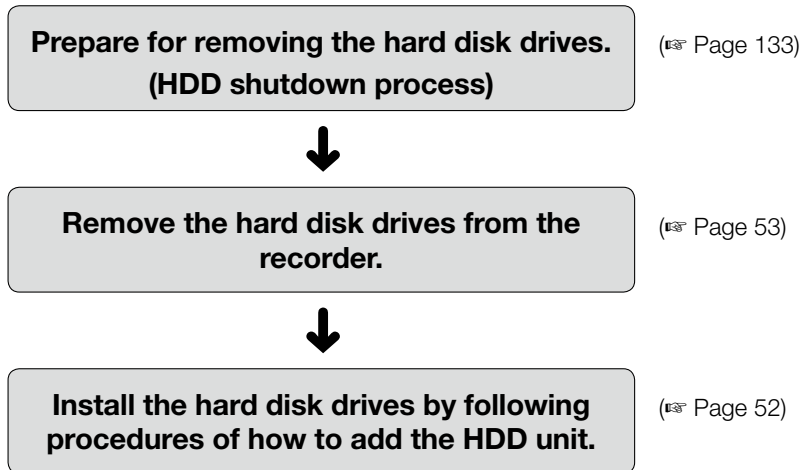 Prepare for removing the hard disk drives.
(HDD shutdown process)
(☞ Page 133)
Remove the hard disk drives from the
recorder.
(☞ Page 53)
Install the hard disk drives by following
procedures of how to add the HDD unit.
(☞ Page 52)